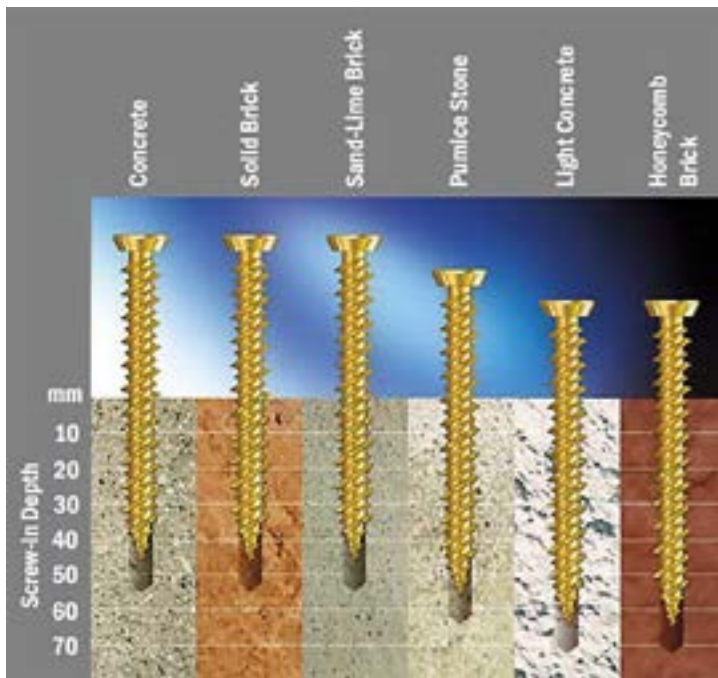 Concrete
Solid Brick
Sand-Lime Brick
Pumice Stone
Light Concrete
Honeycomb
Brick
mm
10
20
30
40
50
60
70
Screw-In Depth